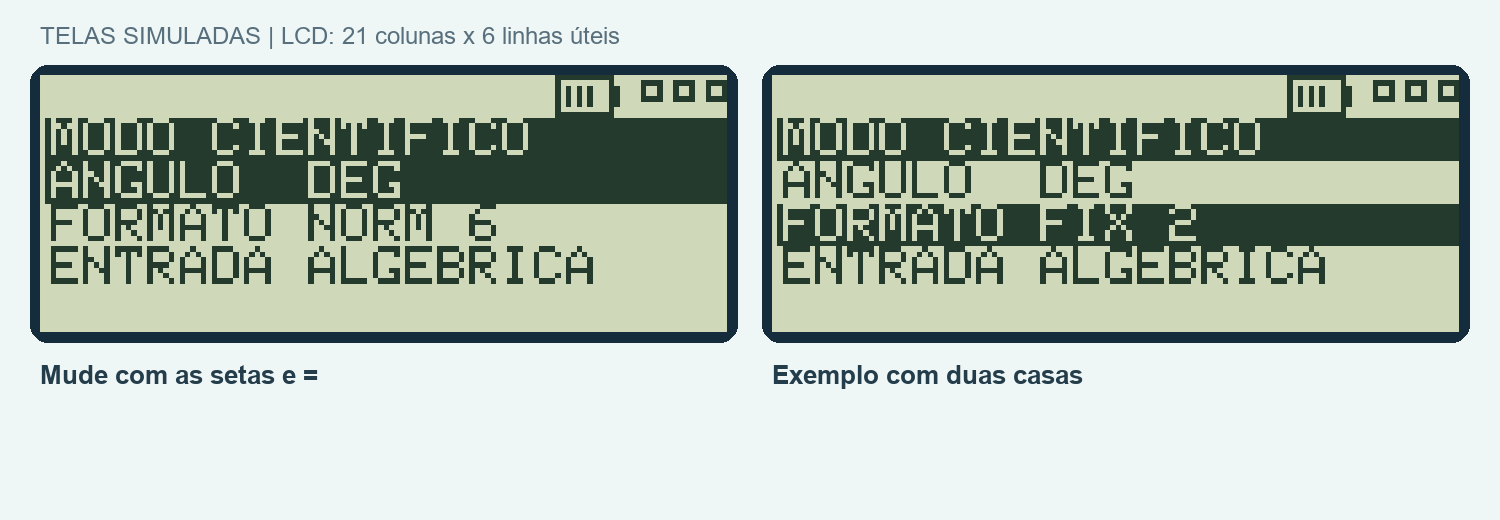 TELAS SIMULADAS | LCD: 21 colunas x 6 linhas úteis
MODO CIENTIFICO
ANGULO DEG
FORMATO NORM 6
ENTRADA ALGEBRICA
Mude com as setas e =
MODO CIENTIFICO
ANGULO DEG
FORMATO FIX 2
ENTRADA ALGEBRICA
Exemplo com duas casas